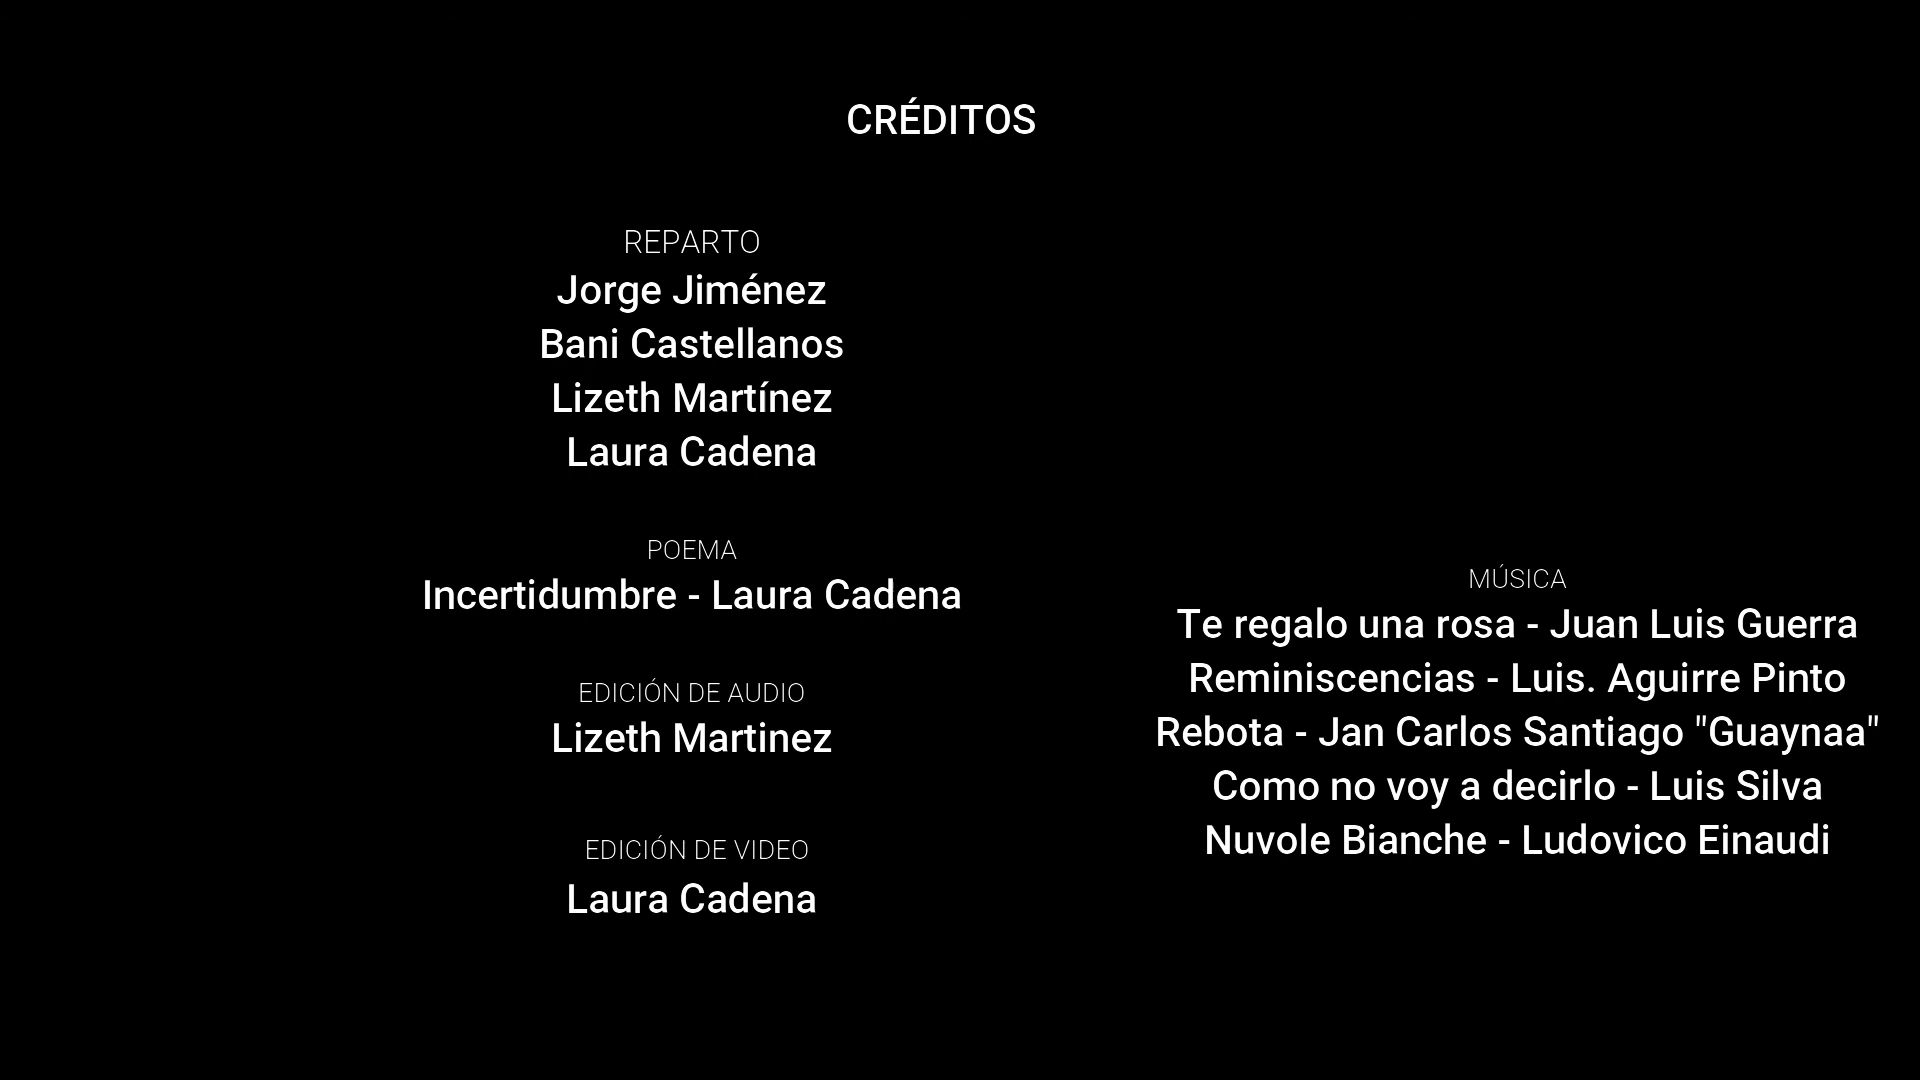 CRÉDITOS
REPARTO
Jorge Jiménez
Bani Castellanos
Lizeth Martínez
Laura Cadena
POEMA
Incertidumbre - Laura Cadena
EDICIÓN DE AUDIO
Lizeth Martinez
EDICIÓN DE VIDEO
Laura Cadena
MÚSICA
Te regalo una rosa - Juan Luis Guerra
Reminiscencias - Luis. Aguirre Pinto
Rebota - Jan Carlos Santiago "Guaynaa"
Como no voy a decirlo - Luis Silva
Nuvole Bianche - Ludovico Einaudi